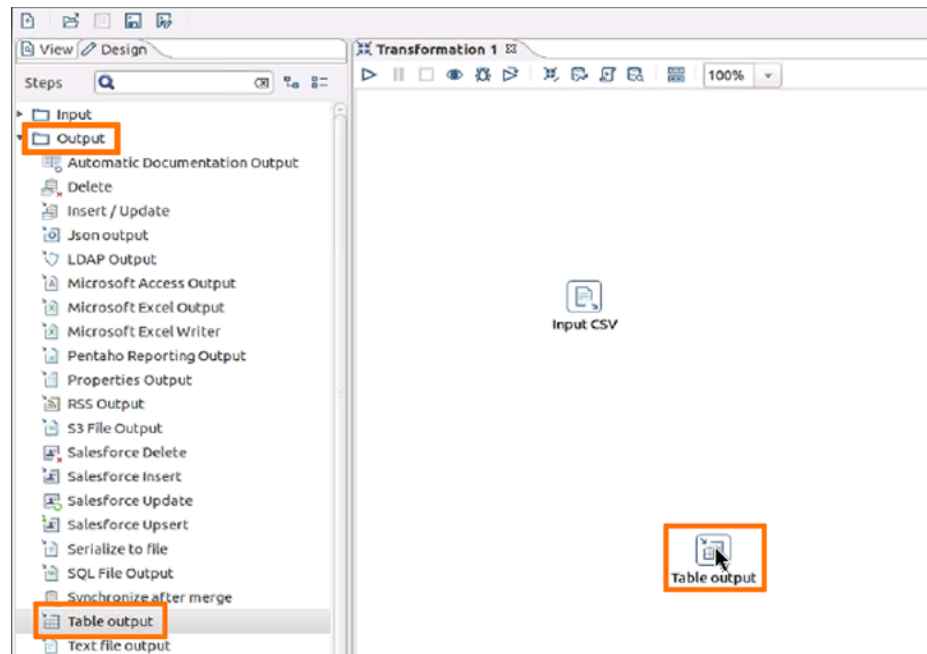 View Design
Transformation 1
Steps
100%
Input
Output
Automatic Documentation Output
Delete
Insert / Update
Json output
LDAP Output
Microsoft Access Output
Microsoft Excel Output
Microsoft Excel Writer
Pentaho Reporting Output
Properties Output
RSS Output
S3 File Output
Salesforce Delete
Salesforce Insert
Salesforce Update
Salesforce Upsert
Serialize to file
SQL File Output
Synchronize after merge
Table output
Text file output
Input CSV
Table output